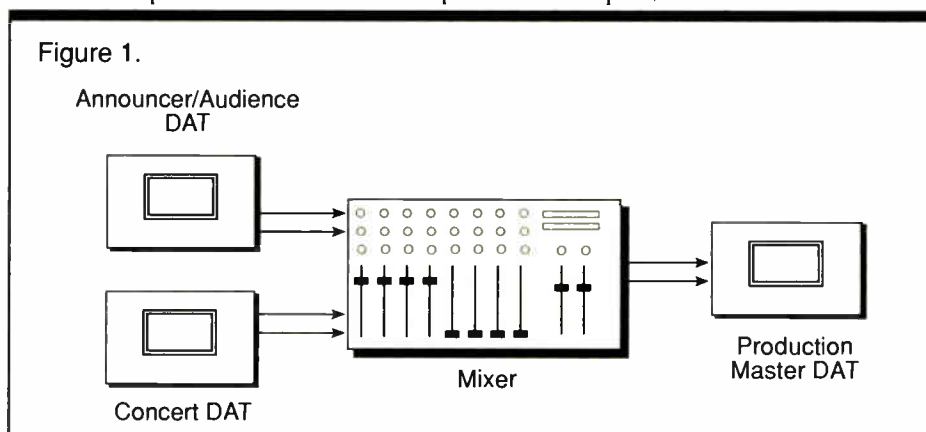 Figure 1.
Announcer/Audience
DAT
Concert DAT
Mixer
Production
Master DAT